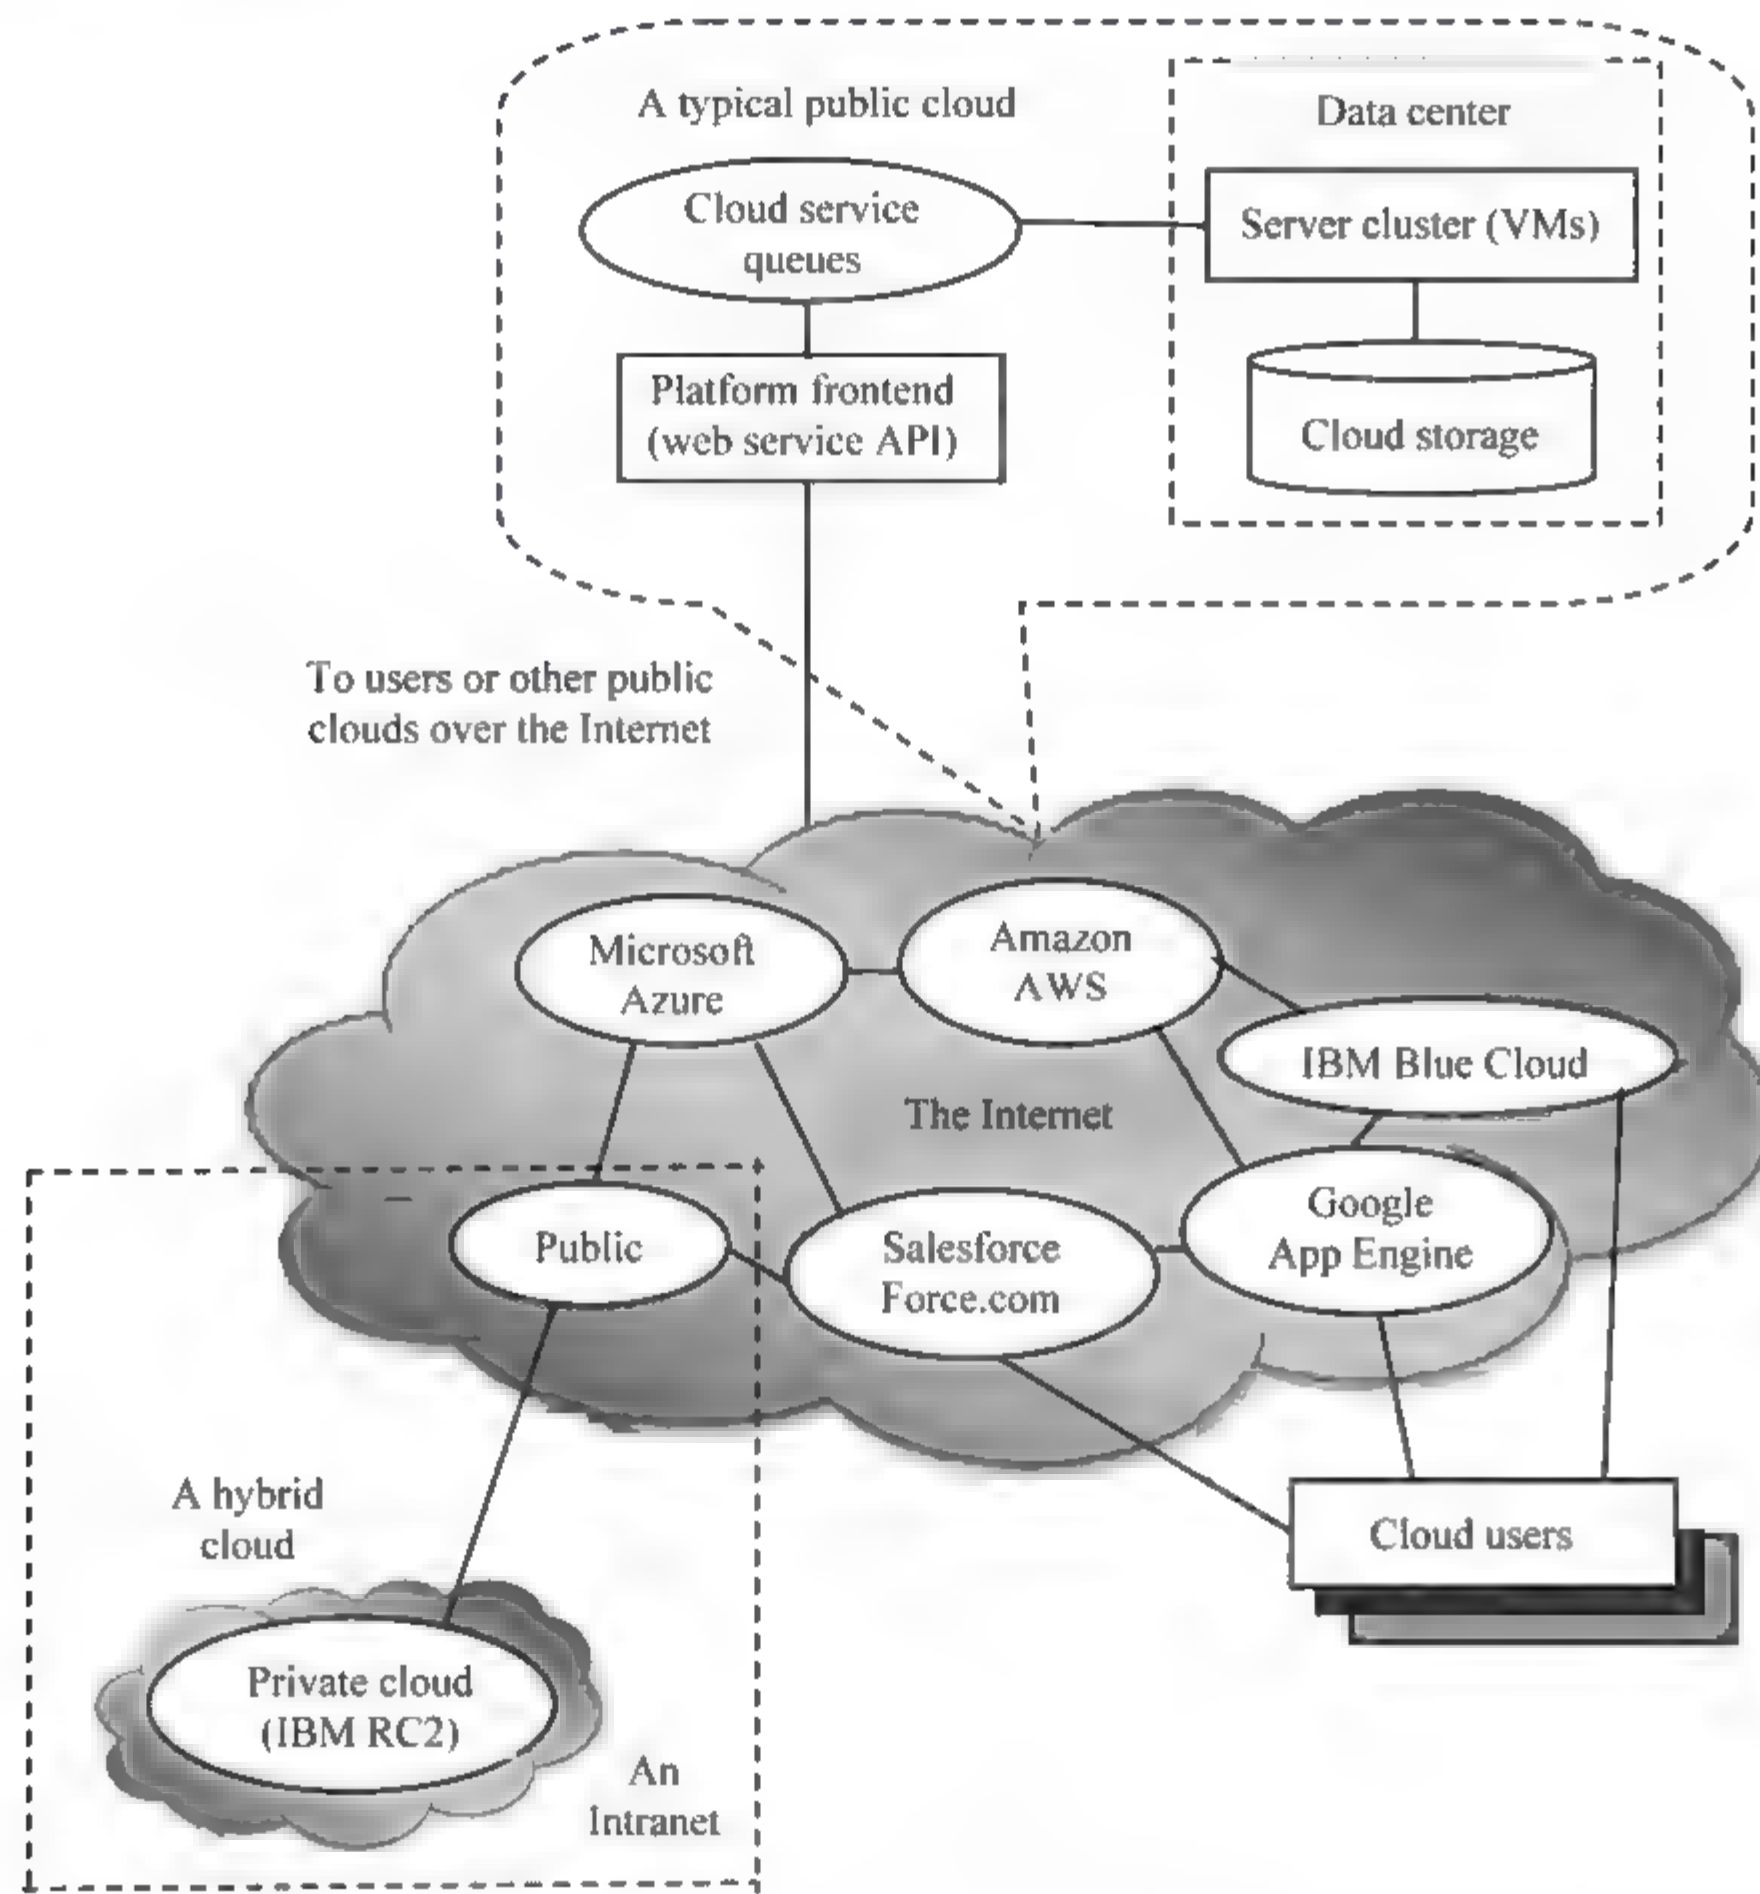 A typical public cloud
Data center
Cloud service
queues
Server cluster (VMs)
Platform frontend
(web service API)
Cloud storage
To users or other public
clouds over the Internet
Microsoft
Azure
Amazon
AWS
IBM Blue Cloud
The Internet
Public
Salesforce
Force.com
Google
App Engine
A hybrid
cloud
Cloud users
Private cloud
(IBM RC2)
An
Intranet